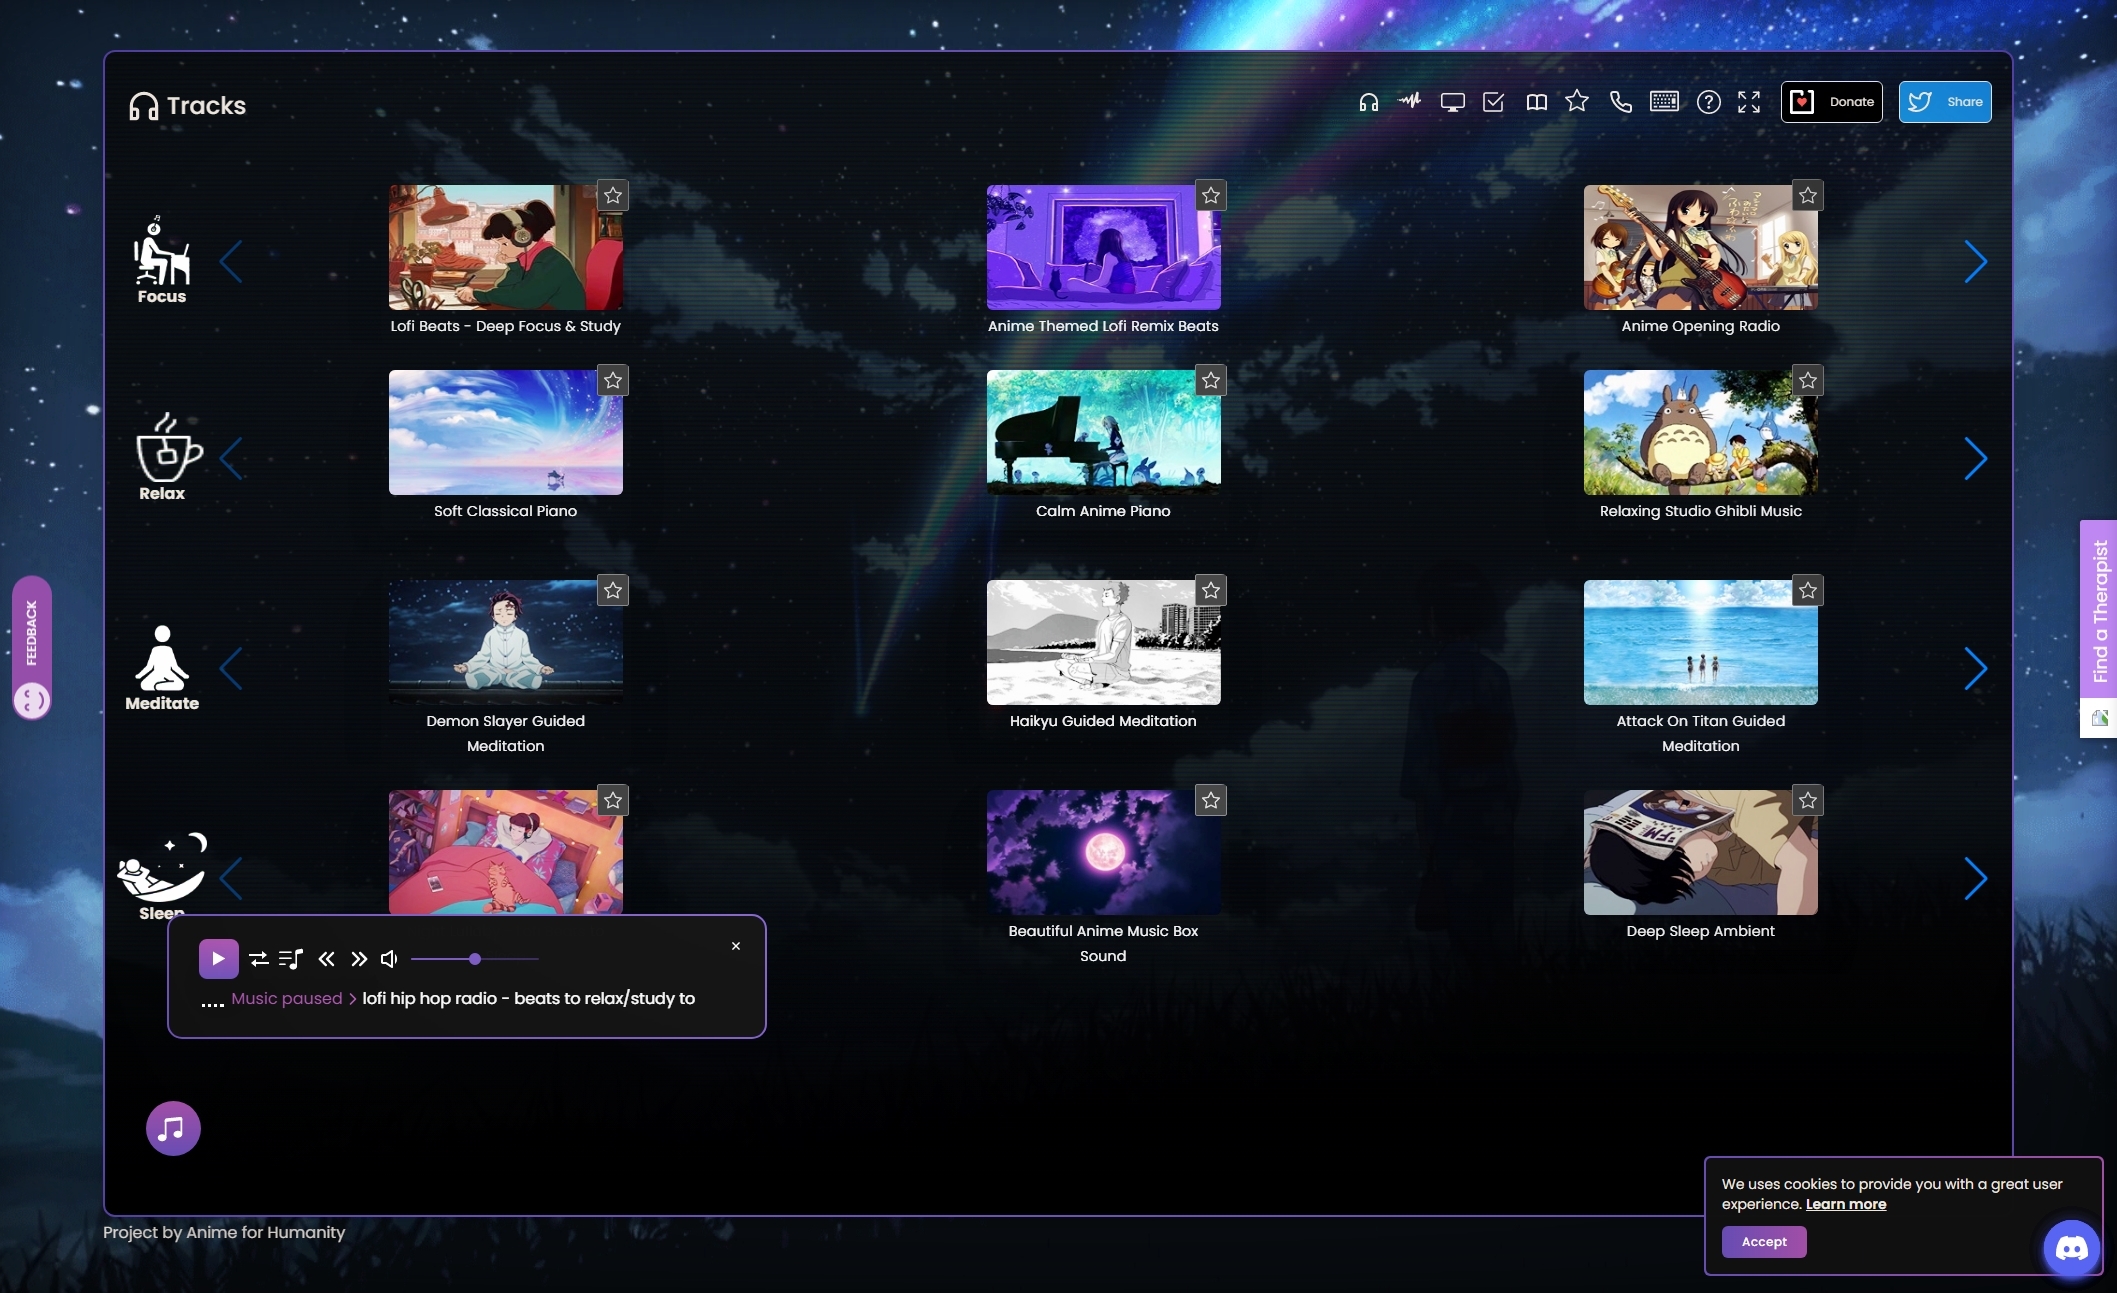 Tracks
Donate
Share
Focus
Lofi Beats - Deep Focus & Study
Anime Themed Lofi Remix Beats
Anime Opening Radio
Relax
Soft Classical Piano
Calm Anime Piano
Relaxing Studio Ghibli Music
FEEDBACK
Find a Therapist
Meditate
Demon Slayer Guided
Meditation
Haikyu Guided Meditation
Attack On Titan Guided
Meditation
Sleep
Beautiful Anime Music Box
Sound
Deep Sleep Ambient
Music paused > lofi hip hop radio - beats to relax/study to
We uses cookies to provide you with a great user
experience. Learn more
Accept
Project by Anime for Humanity